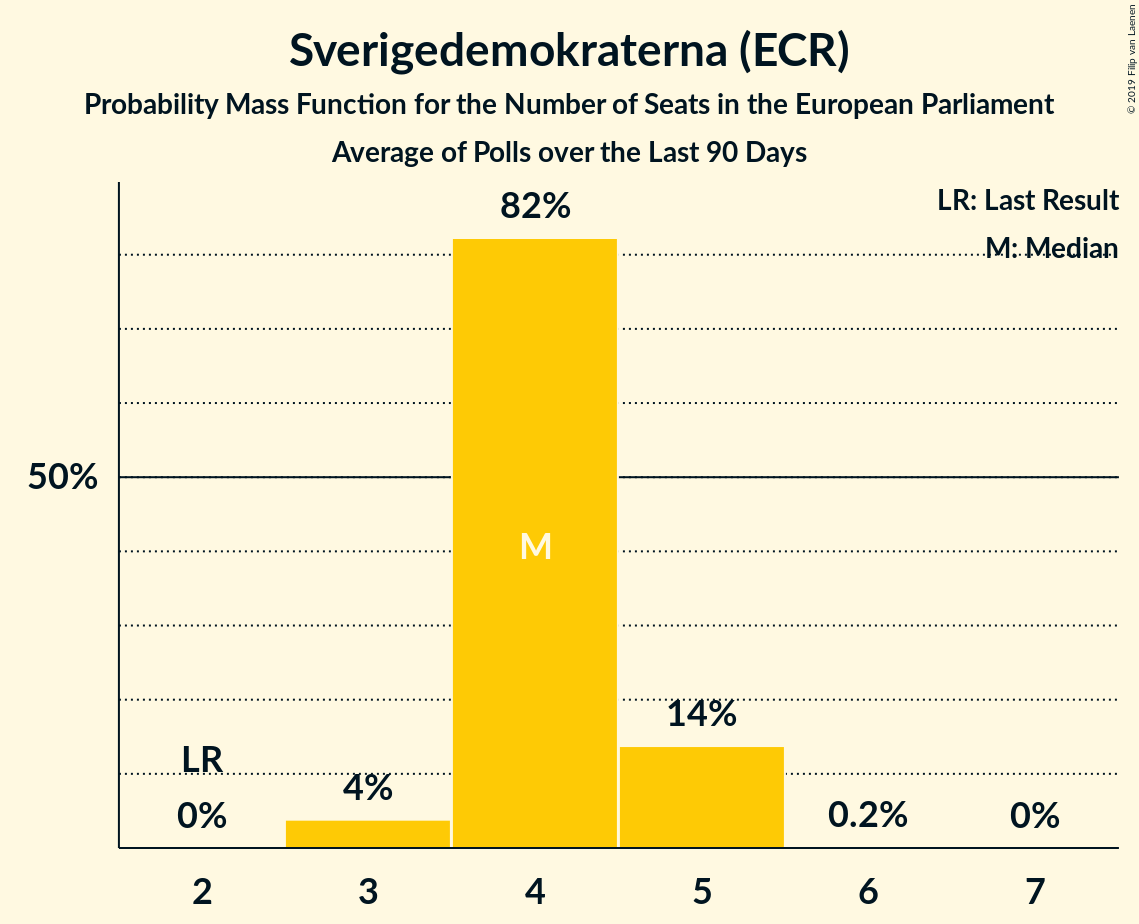 Sverigedemokraterna (ECR)
Probability Mass Function for the Number of Seats in the European Parliament
Average of Polls over the Last 90 Days
© 2019 Filip van Laenen
LR: Last Result
M: Median
82%
50%
M
14%
LR
4%
0%
0.2%
0%
2 3 4 5 6 7